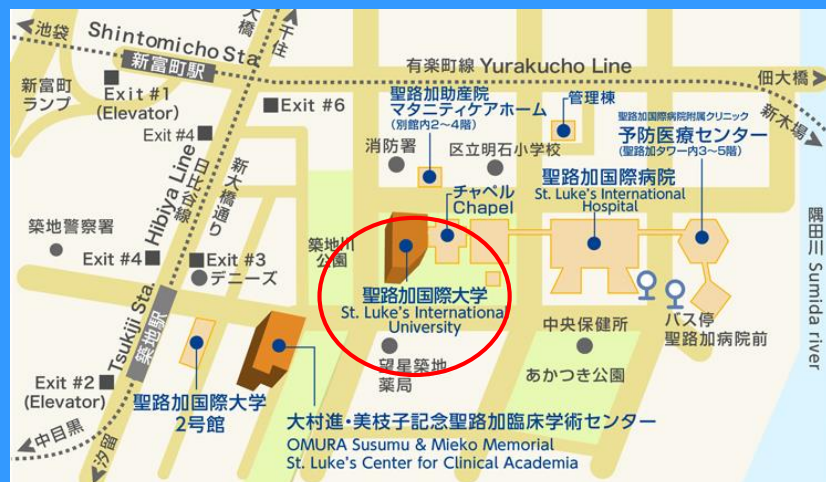 池袋
Shintomicho Sta.
新富町駅
大橋
千住
有楽町線 Yurakucho Line
佃大橋
新木場
新富町
ランプ
Exit #1
(Elevator)
Exit #6
Exit #4
聖路加助産院
マタニティケアホーム
(別館内2〜4階)
管理棟
聖路加国際病院附属クリニック
予防医療センター
(聖路加タワー内3〜5階)
消防署
区立明石小学校
聖路加国際病院
St. Luke's International
Hospital
チャペル
Chapel
Hibiya Line
日比谷線
新大橋通り
築地警察署
Exit #4
Exit #3
デニーズ
築地川
公園
聖路加国際大学
St. Luke's International
University
隅田川 Sumida river
Tsukiji Sta.
築地駅
中央保健所
バス停
聖路加病院前
望星築地
薬局
あかつき公園
Exit #2
(Elevator)
聖路加国際大学
2号館
大村進・美枝子記念聖路加臨床学術センター
OMURA Susumu & Mieko Memorial
St. Luke's Center for Clinical Academia
中目黒
汐留